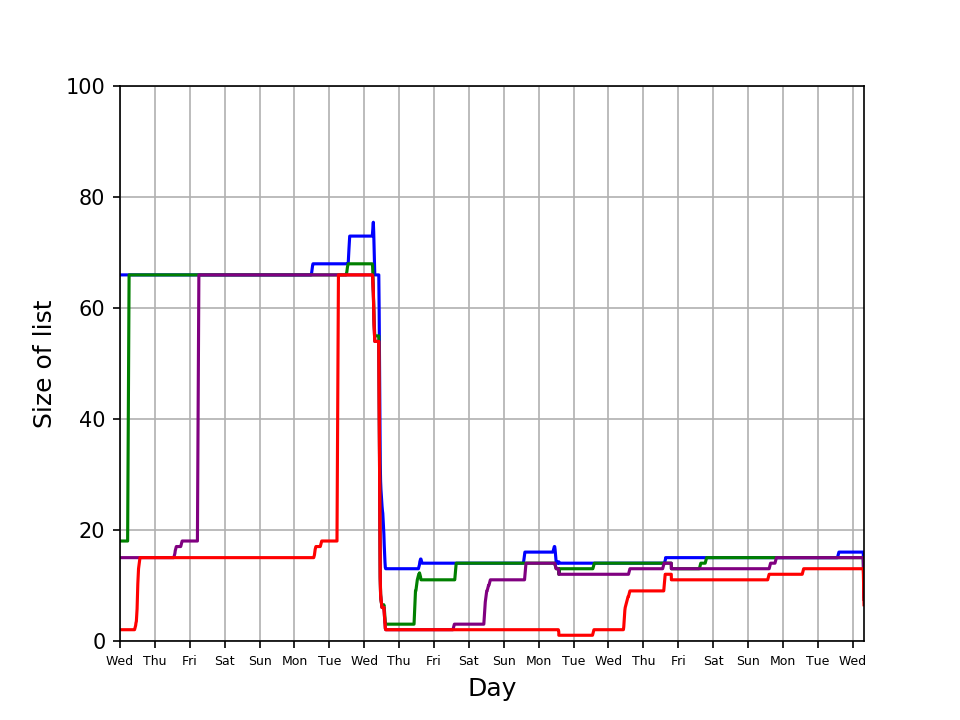 100
80
60
40
20
0
Size of list
Wed Thu Fri Sat Sun Mon Tue Wed Thu Fri Sat Sun Mon Tue Wed Thu Fri Sat Sun Mon Tue Wed
Day